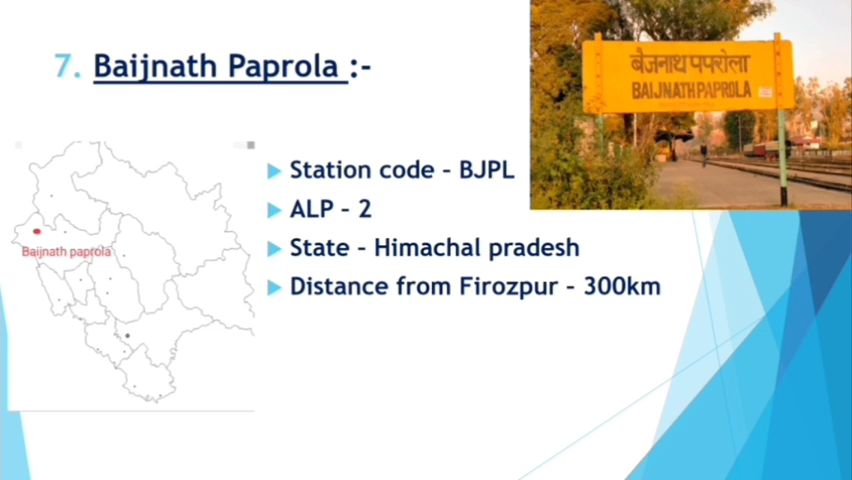 7. Baijnath Paprola :-
बैजनाथ पपरोला
BAIJNATH PAPROLA
Baijnath paprola
Station code – BJPL
ALP – 2
State – Himachal pradesh
Distance from Firozpur – 300km